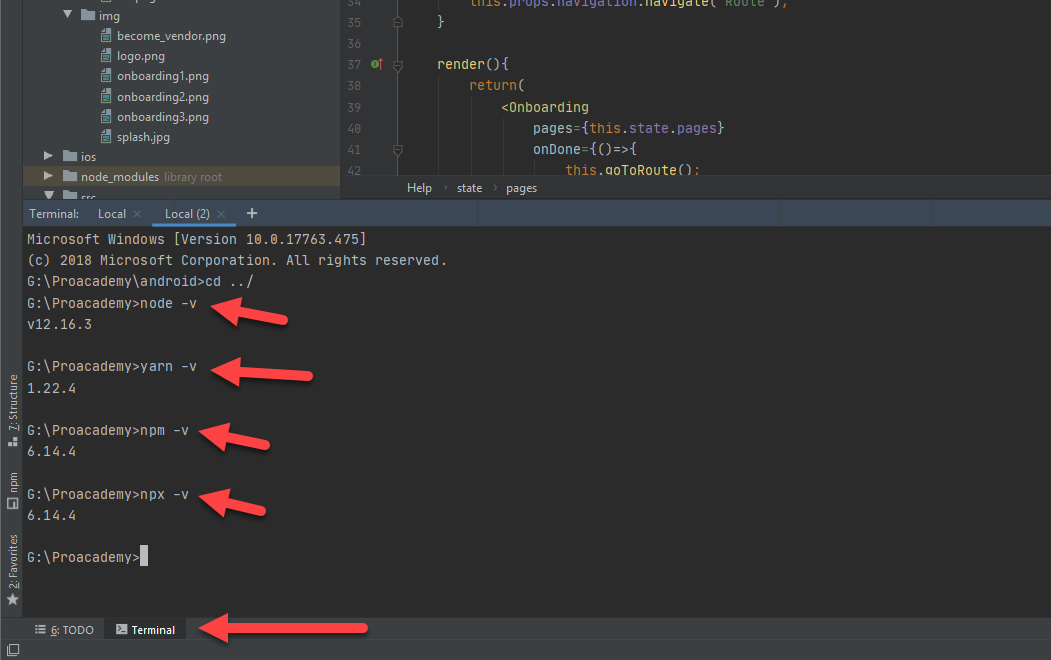 img
become_vendor.png
logo.png
onboarding1.png
onboarding2.png
onboarding3.png
splash.jpg
ios
node_modules library root
src
34 this.props.navigation.navigate('Route');
35 }
36
37 render(){
38 return(
39 <Onboarding
40 pages={this.state.pages}
41 onDone={()=>{
42 this.goToRoute();
Help › state › pages
Terminal: Local × Local (2) × +
Microsoft Windows [Version 10.0.17763.475]
(c) 2018 Microsoft Corporation. All rights reserved.
G:\Proacademy\android>cd ../
G:\Proacademy>node -v
v12.16.3
G:\Proacademy>yarn -v
1.22.4
G:\Proacademy>npm -v
6.14.4
G:\Proacademy>npx -v
6.14.4
G:\Proacademy>
7: Structure
npm
2: Favorites
6: TODO Terminal